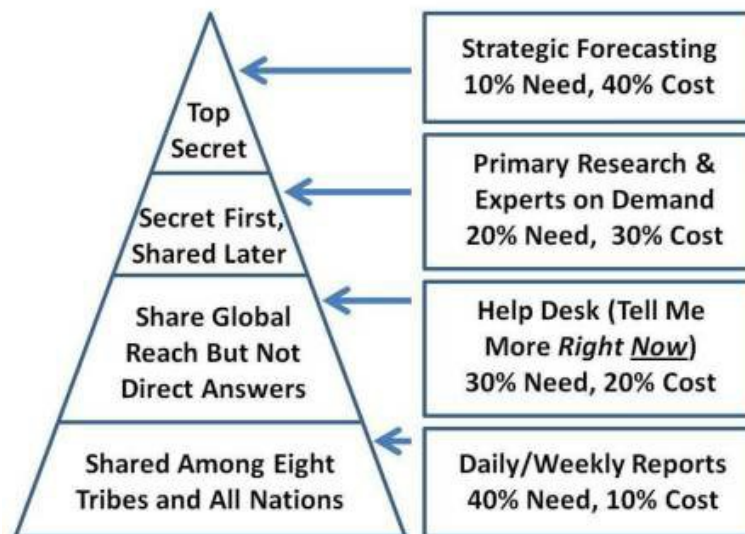 Top
Secret
Strategic Forecasting
10% Need, 40% Cost
Secret First,
Shared Later
Primary Research &
Experts on Demand
20% Need, 30% Cost
Share Global
Reach But Not
Direct Answers
Help Desk (Tell Me
More Right Now)
30% Need, 20% Cost
Shared Among Eight
Tribes and All Nations
Daily/Weekly Reports
40% Need, 10% Cost